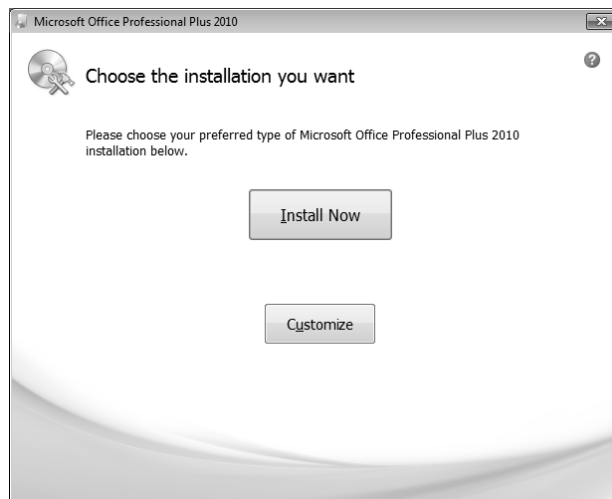 Microsoft Office Professional Plus 2010
Choose the installation you want
Please choose your preferred type of Microsoft Office Professional Plus 2010
installation below.
Install Now
Customize